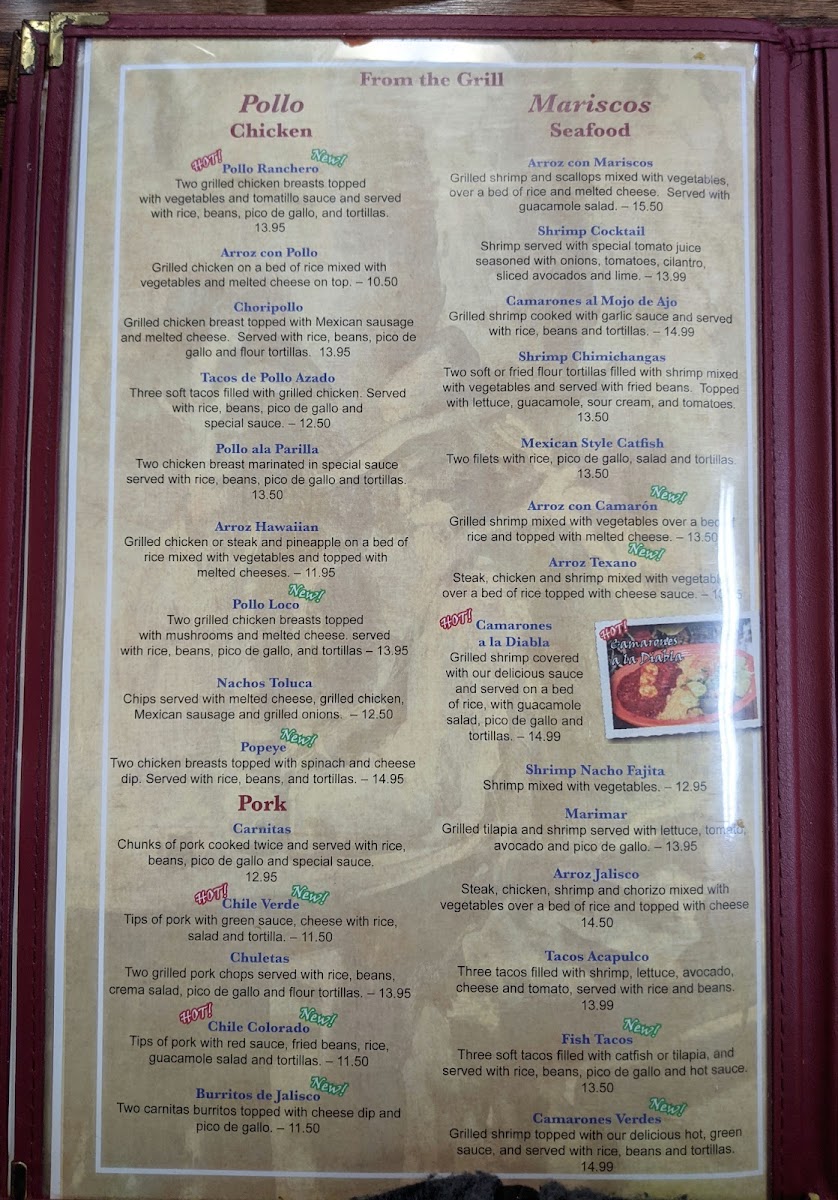 From the Grill
Pollo
Chicken
HOT!
New!
Pollo Ranchero
Two grilled chicken breasts topped
with vegetables and tomatillo sauce and served
with rice, beans, pico de gallo, and tortillas.
13.95
Arroz con Pollo
Grilled chicken on a bed of rice mixed with
vegetables and melted cheese on top. – 10.50
Choripollo
Grilled chicken breast topped with Mexican sausage
and melted cheese. Served with rice, beans, pico de
gallo and flour tortillas. 13.95
Tacos de Pollo Azado
Three soft tacos filled with grilled chicken. Served
with rice, beans, pico de gallo and
special sauce. – 12.50
Pollo ala Parilla
Two chicken breast marinated in special sauce
served with rice, beans, pico de gallo and tortillas.
13.50
Arroz Hawaiian
Grilled chicken or steak and pineapple on a bed of
rice mixed with vegetables and topped with
melted cheeses. – 11.95
New!
Pollo Loco
Two grilled chicken breasts topped
with mushrooms and melted cheese. served
with rice, beans, pico de gallo, and tortillas – 13.95
Nachos Toluca
Chips served with melted cheese, grilled chicken,
Mexican sausage and grilled onions. – 12.50
New!
Popeye
Two chicken breasts topped with spinach and cheese
dip. Served with rice, beans, and tortillas. – 14.95
Pork
Carnitas
Chunks of pork cooked twice and served with rice,
beans, pico de gallo and special sauce.
12.95
HOT!
New!
Chile Verde
Tips of pork with green sauce, cheese with rice,
salad and tortilla. – 11.50
Chuletas
Two grilled pork chops served with rice, beans,
crema salad, pico de gallo and flour tortillas. – 13.95
HOT!
New!
Chile Colorado
Tips of pork with red sauce, fried beans, rice,
guacamole salad and tortillas. – 11.50
New!
Burritos de Jalisco
Two carnitas burritos topped with cheese dip and
pico de gallo. – 11.50
Mariscos
Seafood
Arroz con Mariscos
Grilled shrimp and scallops mixed with vegetables,
over a bed of rice and melted cheese. Served with
guacamole salad. – 15.50
Shrimp Cocktail
Shrimp served with special tomato juice
seasoned with onions, tomatoes, cilantro,
sliced avocados and lime. – 13.99
Camarones al Mojo de Ajo
Grilled shrimp cooked with garlic sauce and served
with rice, beans and tortillas. – 14.99
Shrimp Chimichangas
Two soft or fried flour tortillas filled with shrimp mixed
with vegetables and served with fried beans. Topped
with lettuce, guacamole, sour cream, and tomatoes.
13.50
Mexican Style Catfish
Two filets with rice, pico de gallo, salad and tortillas.
13.50
New!
Arroz con Camarón
Grilled shrimp mixed with vegetables over a bed of
rice and topped with melted cheese. – 13.50
New!
Arroz Texano
Steak, chicken and shrimp mixed with
over a bed of rice topped with cheese sauce. –
HOT!
Camarones
a la Diabla
Grilled shrimp covered
with our delicious sauce
and served on a bed
of rice, with guacamole
salad, pico de gallo and
tortillas. – 14.99
HOT!
Camarones
a la Diabla
Shrimp Nacho Fajita
Shrimp mixed with vegetables. – 12.95
Marimar
Grilled tilapia and shrimp served with lettuce, tomato,
avocado and pico de gallo. – 13.95
Arroz Jalisco
Steak, chicken, shrimp and chorizo mixed with
vegetables over a bed of rice and topped with cheese
14.50
Tacos Acapulco
Three tacos filled with shrimp, lettuce, avocado,
cheese and tomato, served with rice and beans.
13.99
New!
Fish Tacos
Three soft tacos filled with catfish or tilapia, and
served with rice, beans, pico de gallo and hot sauce.
13.50
New!
Camarones Verdes
Grilled shrimp topped with our delicious hot, green
sauce, and served with rice, beans and tortillas.
14.99